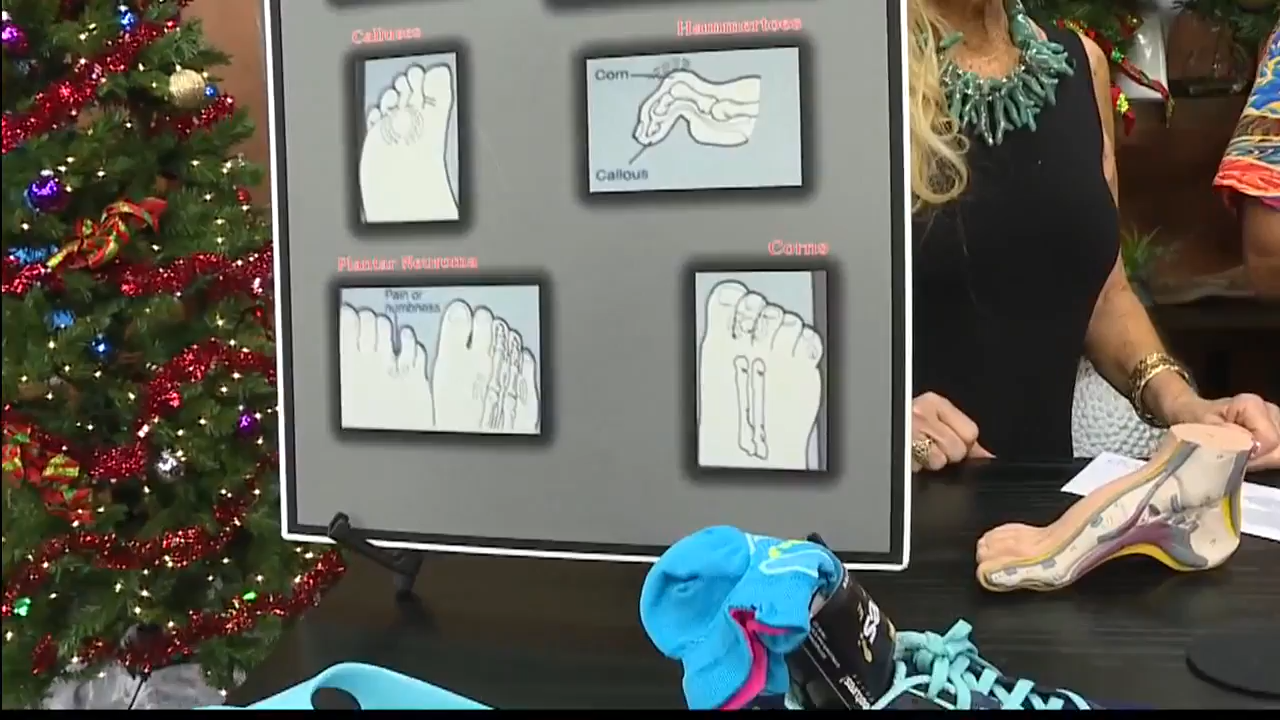 Calluses
Hammertoes
Corn
Callous
Plantar Neuroma
Pain or
numbness
Corns